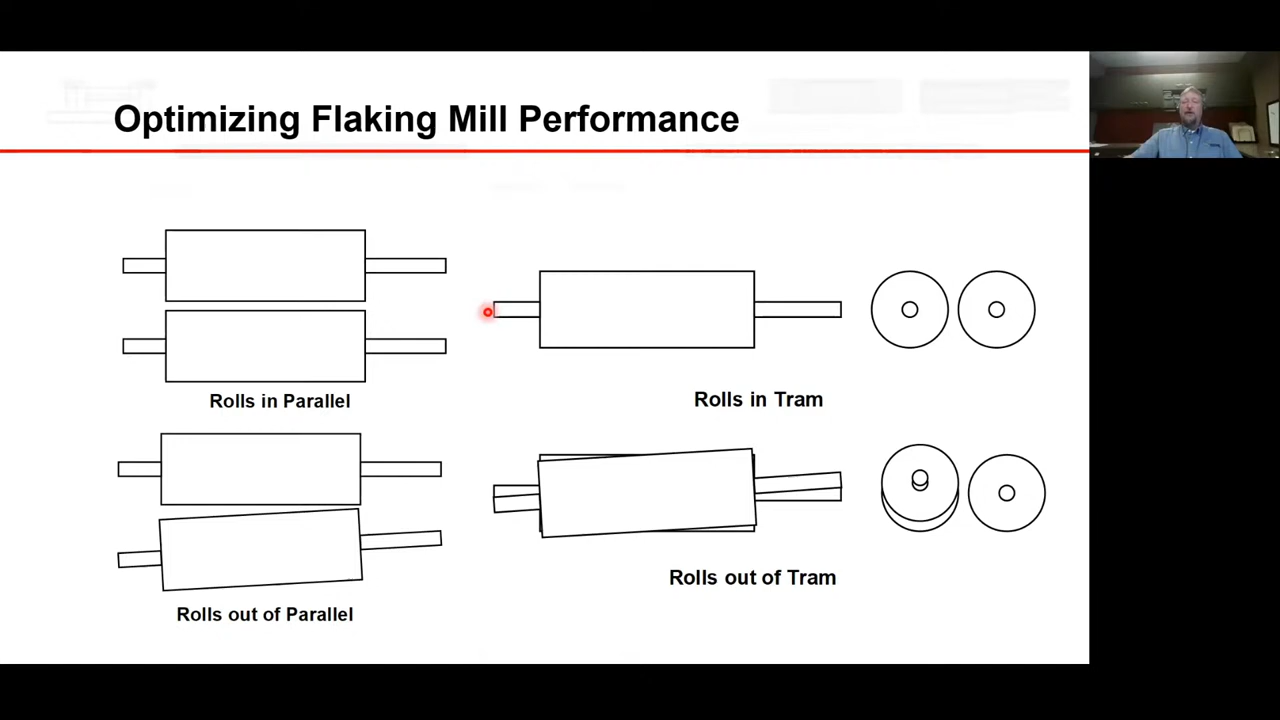 Optimizing Flaking Mill Performance
Rolls in Parallel
Rolls in Tram
Rolls out of Tram
Rolls out of Parallel